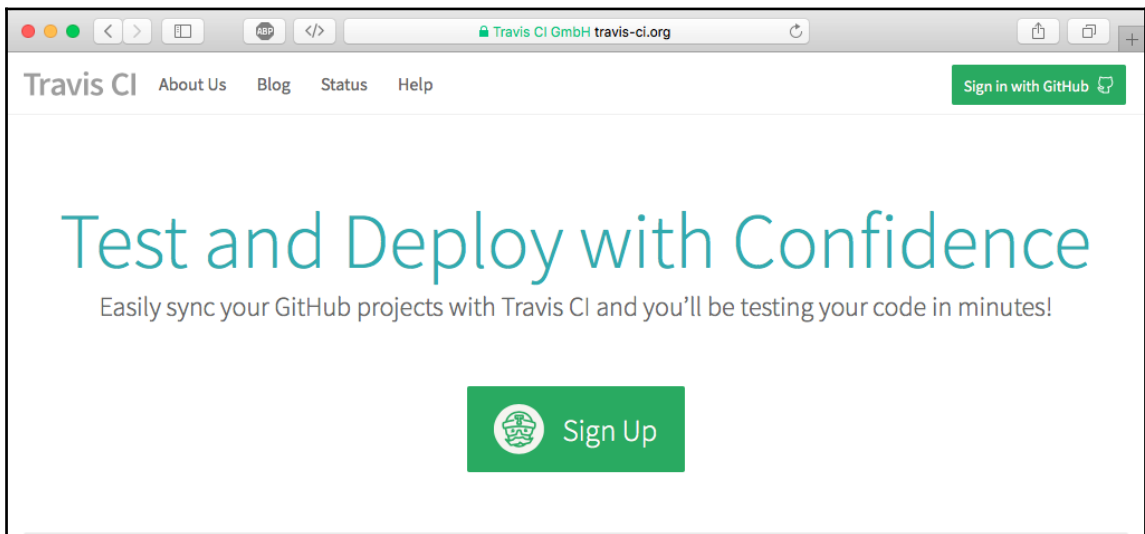 ABP </> Travis CI GmbH travis-ci.org
Travis CI About Us Blog Status Help Sign in with GitHub
Test and Deploy with Confidence
Easily sync your GitHub projects with Travis CI and you’ll be testing your code in minutes!
Sign Up